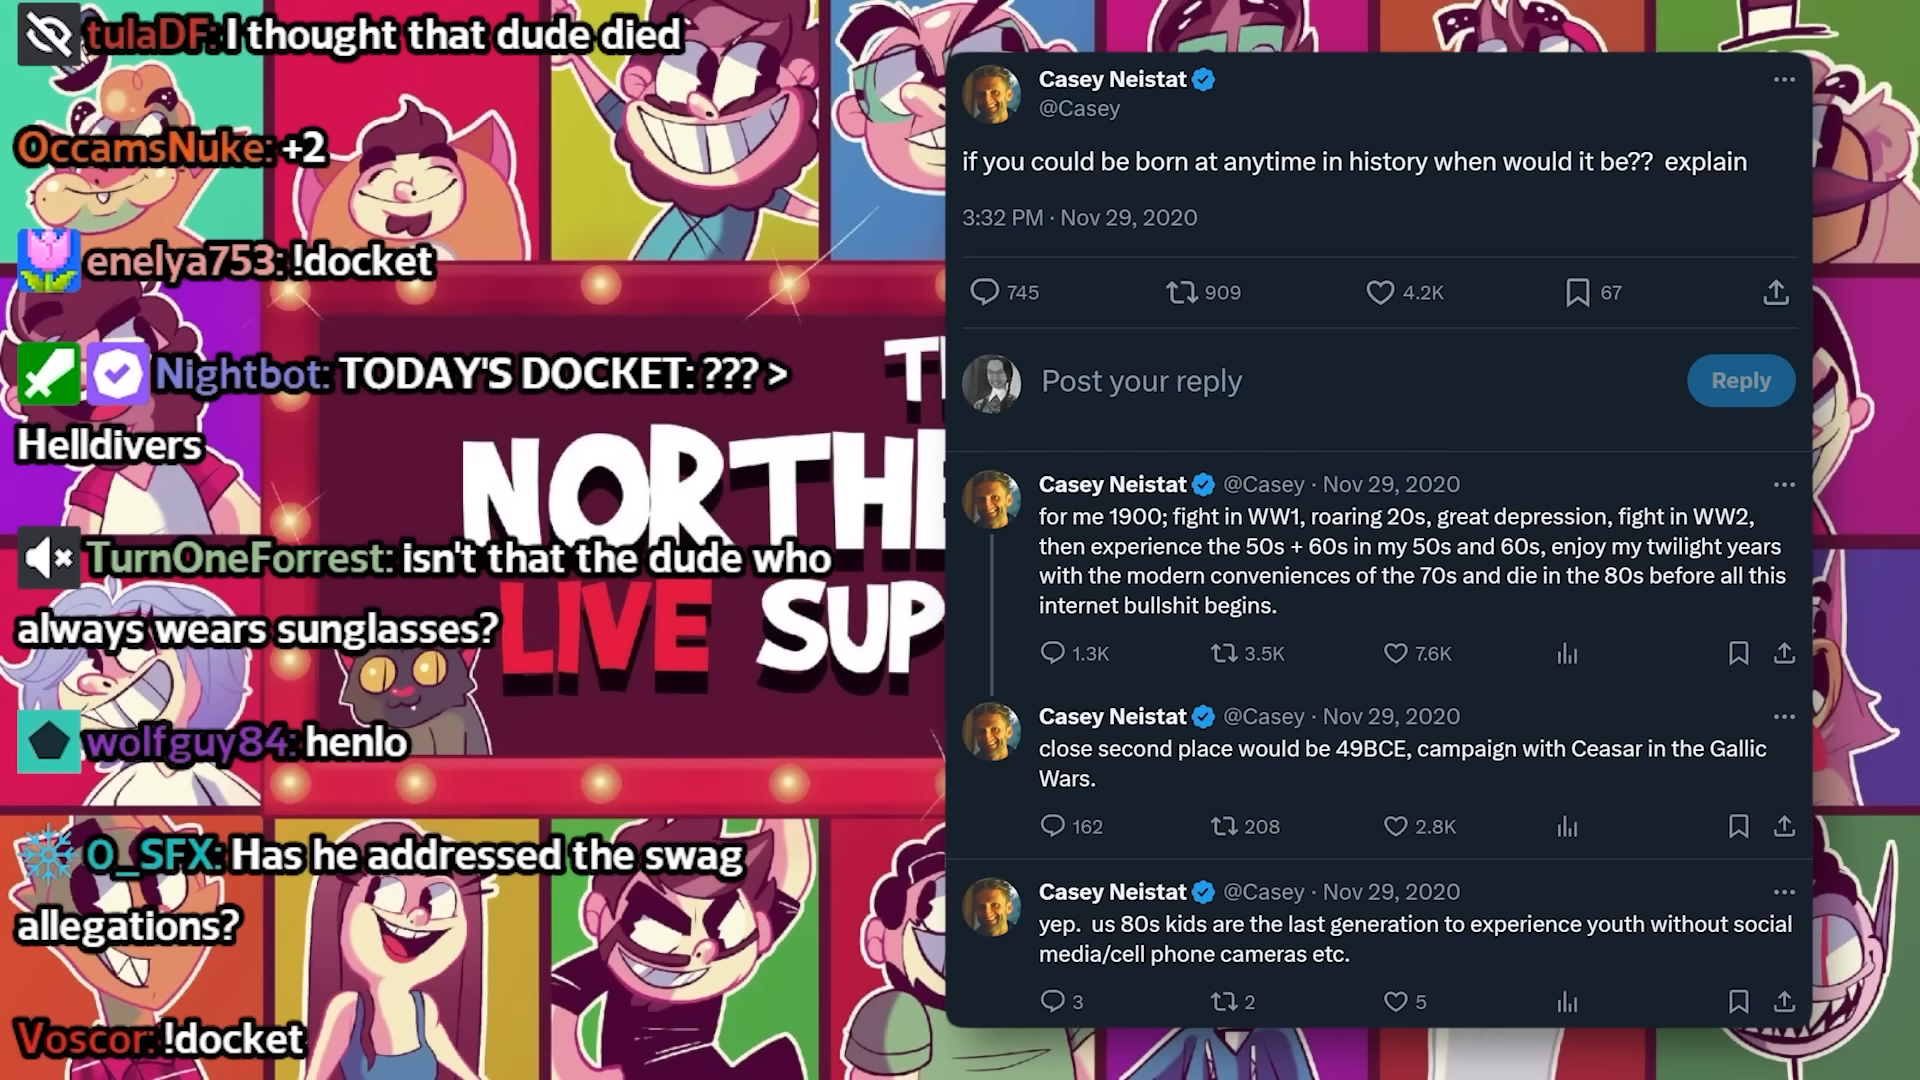 tulaDF: I thought that dude died
OccamsNuke: +2
enelya753: !docket
Nightbot: TODAY'S DOCKET: ??? >
Helldivers
TurnOneForrest: isn't that the dude who
always wears sunglasses?
wolfguy84: henlo
O_SFX: Has he addressed the swag
allegations?
Voscor: !docket
NORTHE
LIVE SUP
Casey Neistat
@Casey
if you could be born at anytime in history when would it be??  explain
3:32 PM · Nov 29, 2020
745 909 4.2K 67
Post your reply
Reply
Casey Neistat @Casey · Nov 29, 2020
for me 1900; fight in WW1, roaring 20s, great depression, fight in WW2,
then experience the 50s + 60s in my 50s and 60s, enjoy my twilight years
with the modern conveniences of the 70s and die in the 80s before all this
internet bullshit begins.
1.3K 3.5K 7.6K
Casey Neistat @Casey · Nov 29, 2020
close second place would be 49BCE, campaign with Ceasar in the Gallic
Wars.
162 208 2.8K
Casey Neistat @Casey · Nov 29, 2020
yep.  us 80s kids are the last generation to experience youth without social
media/cell phone cameras etc.
3 2 5